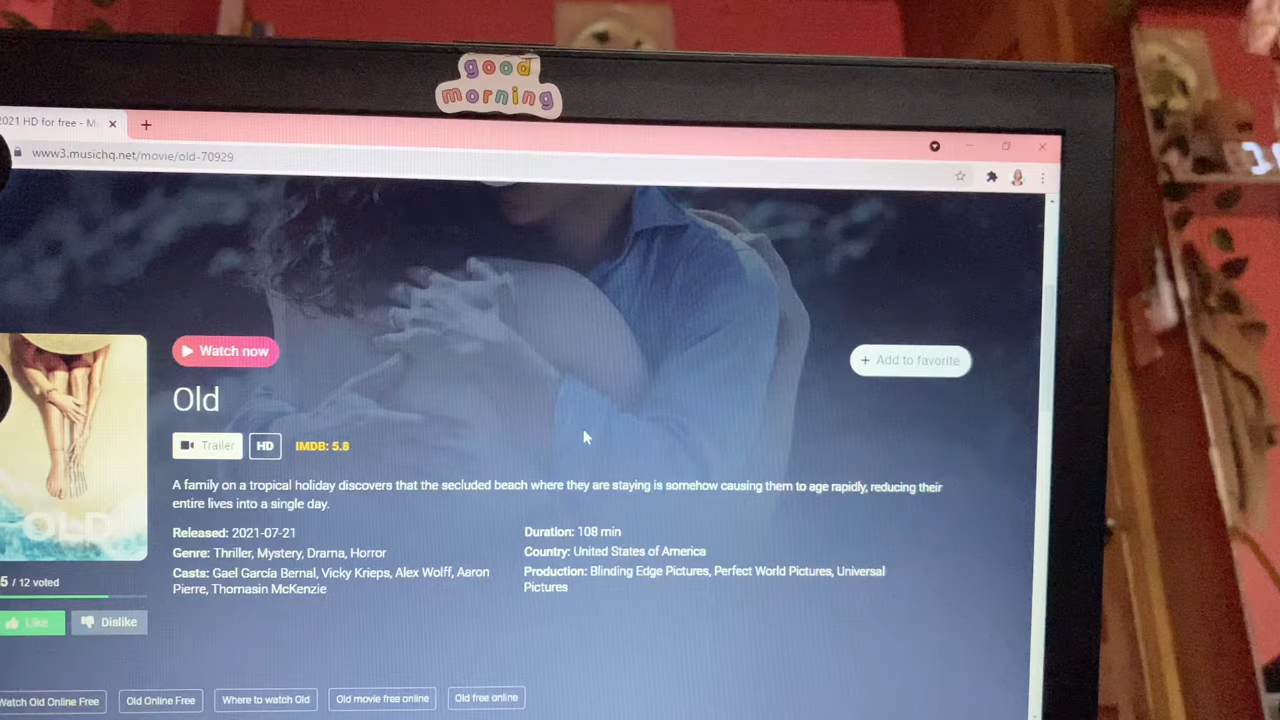 good
morning
2021 HD for free - M
www3.musichq.net/movie/old-70929
Watch now
+ Add to favorite
Old
Trailer
HD
IMDB: 5.8
A family on a tropical holiday discovers that the secluded beach where they are staying is somehow causing them to age rapidly, reducing their
entire lives into a single day.
Released: 2021-07-21
Duration: 108 min
Genre: Thriller, Mystery, Drama, Horror
Country: United States of America
Casts: Gael García Bernal, Vicky Krieps, Alex Wolff, Aaron
Pierre, Thomasin McKenzie
Production: Blinding Edge Pictures, Perfect World Pictures, Universal
Pictures
OLD
5 / 12 voted
Like
Dislike
Watch Old Online Free
Old Online Free
Where to watch Old
Old movie free online
Old free online